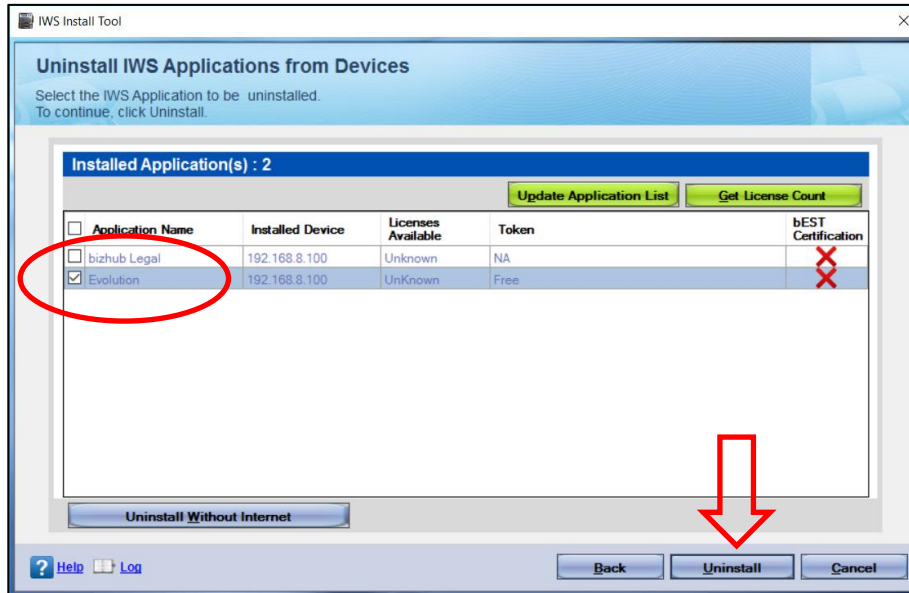 IWS Install Tool
Uninstall IWS Applications from Devices
Select the IWS Application to be uninstalled.
To continue, click Uninstall.
Installed Application(s) : 2
Update Application List Get License Count
Application Name Installed Device Licenses Available Token bEST Certification
bizhub Legal 192.168.8.100 Unknown NA
Evolution 192.168.8.100 UnKnown Free
Uninstall Without Internet
? Help Log Back Uninstall Cancel